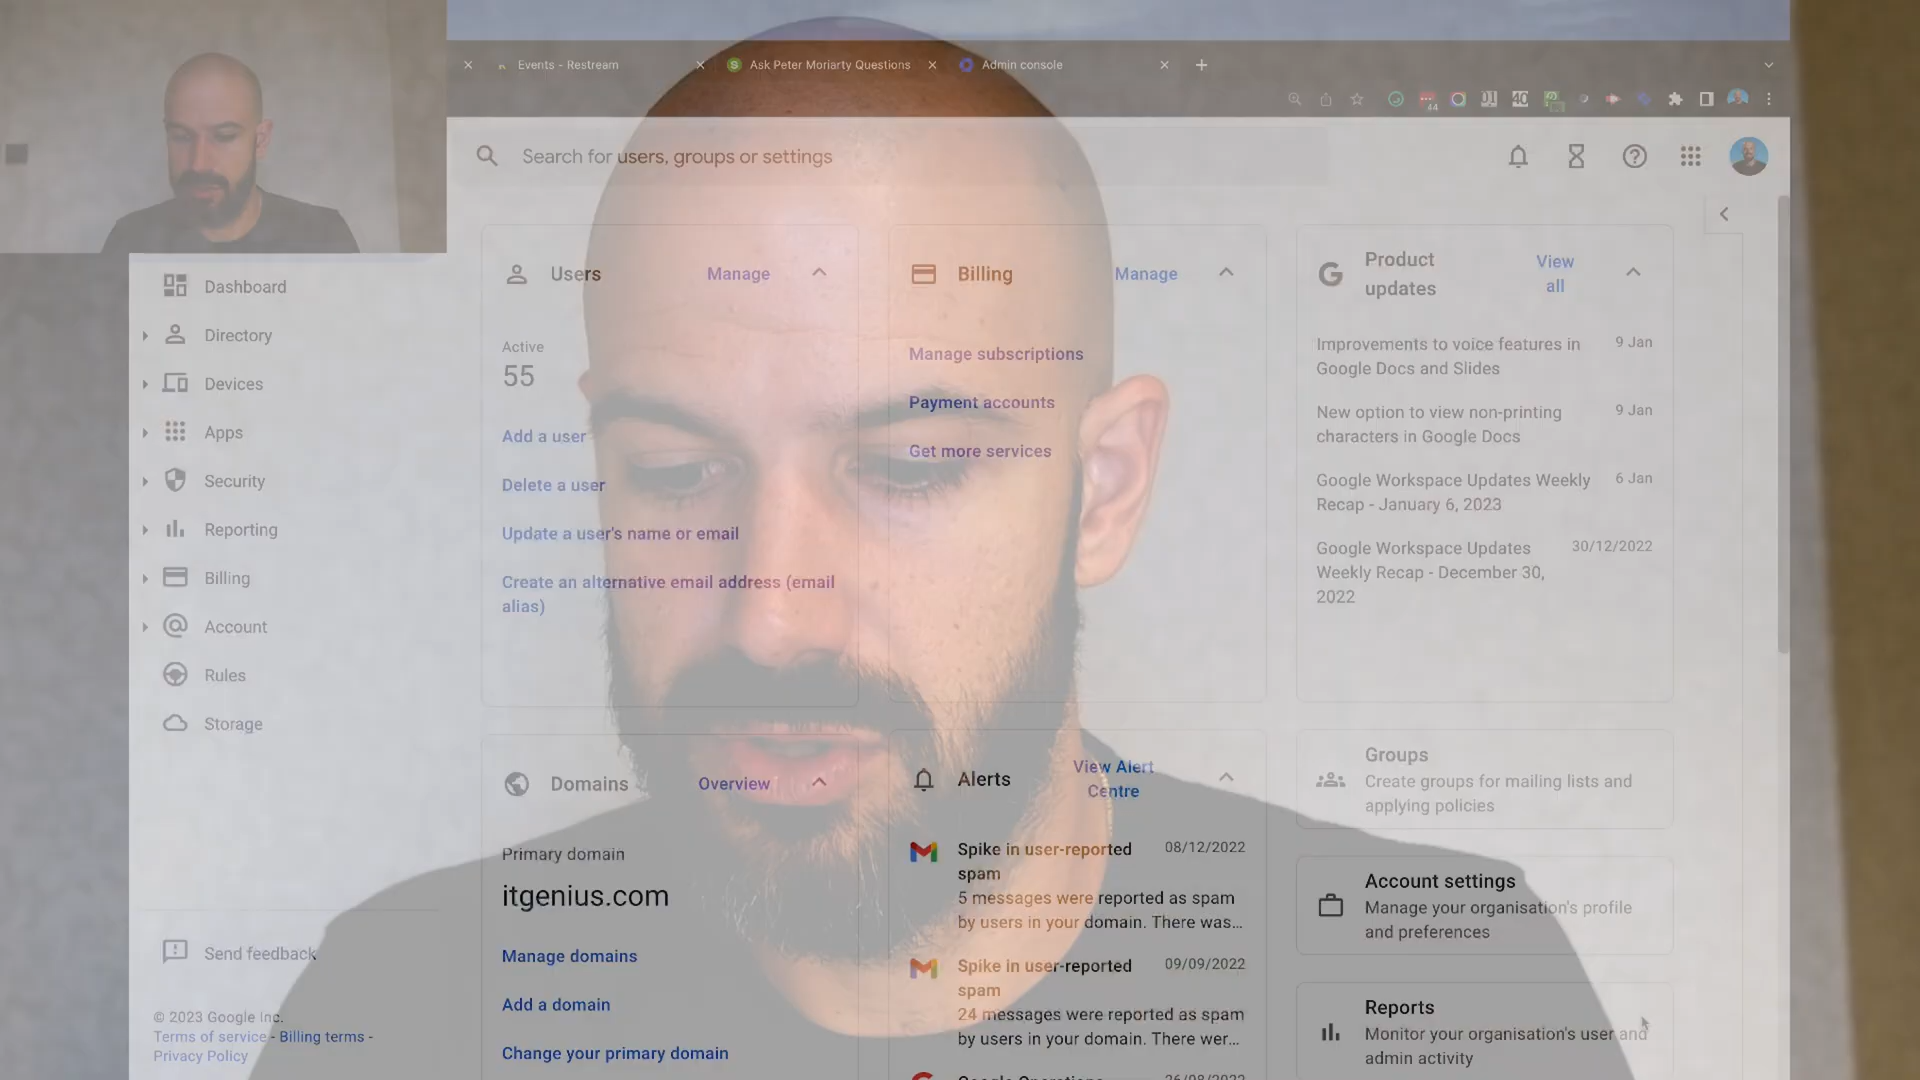 Events - Restream
Ask Peter Moriarty Questions
Admin console
44
Search for users, groups or settings
Dashboard
Directory
Devices
Apps
Security
Reporting
Billing
Account
Rules
Storage
Send feedback
© 2023 Google Inc.
Terms of service - Billing terms -
Privacy Policy
Users
Manage
Active
55
Add a user
Delete a user
Update a user's name or email
Create an alternative email address (email
alias)
Billing
Manage
Manage subscriptions
Payment accounts
Get more services
Product
updates
View
all
Improvements to voice features in
Google Docs and Slides
9 Jan
New option to view non-printing
characters in Google Docs
9 Jan
Google Workspace Updates Weekly
Recap - January 6, 2023
6 Jan
Google Workspace Updates
Weekly Recap - December 30,
2022
30/12/2022
Domains
Overview
Primary domain
itgenius.com
Manage domains
Add a domain
Change your primary domain
Alerts
View Alert
Centre
Spike in user-reported
spam
08/12/2022
5 messages were reported as spam
by users in your domain. There was...
Spike in user-reported
spam
09/09/2022
24 messages were reported as spam
by users in your domain. There wer...
Google Operations
26/08/2022
Groups
Create groups for mailing lists and
applying policies
Account settings
Manage your organisation's profile
and preferences
Reports
Monitor your organisation's user and
admin activity